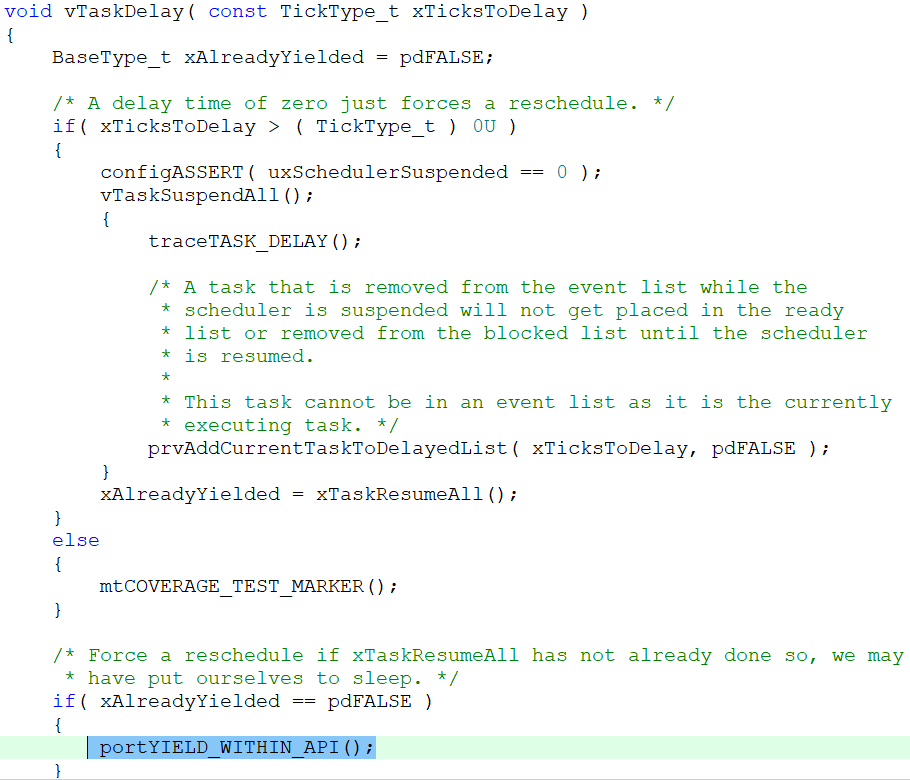 void vTaskDelay( const TickType_t xTicksToDelay )
{
    BaseType_t xAlreadyYielded = pdFALSE;

    /* A delay time of zero just forces a reschedule. */
    if( xTicksToDelay > ( TickType_t ) 0U )
    {
        configASSERT( uxSchedulerSuspended == 0 );
        vTaskSuspendAll();
        {
            traceTASK_DELAY();

            /* A task that is removed from the event list while the
             * scheduler is suspended will not get placed in the ready
             * list or removed from the blocked list until the scheduler
             * is resumed.
             *
             * This task cannot be in an event list as it is the currently
             * executing task. */
            prvAddCurrentTaskToDelayedList( xTicksToDelay, pdFALSE );
        }
        xAlreadyYielded = xTaskResumeAll();
    }
    else
    {
        mtCOVERAGE_TEST_MARKER();
    }

    /* Force a reschedule if xTaskResumeAll has not already done so, we may
     * have put ourselves to sleep. */
    if( xAlreadyYielded == pdFALSE )
    {
        portYIELD_WITHIN_API();
    }